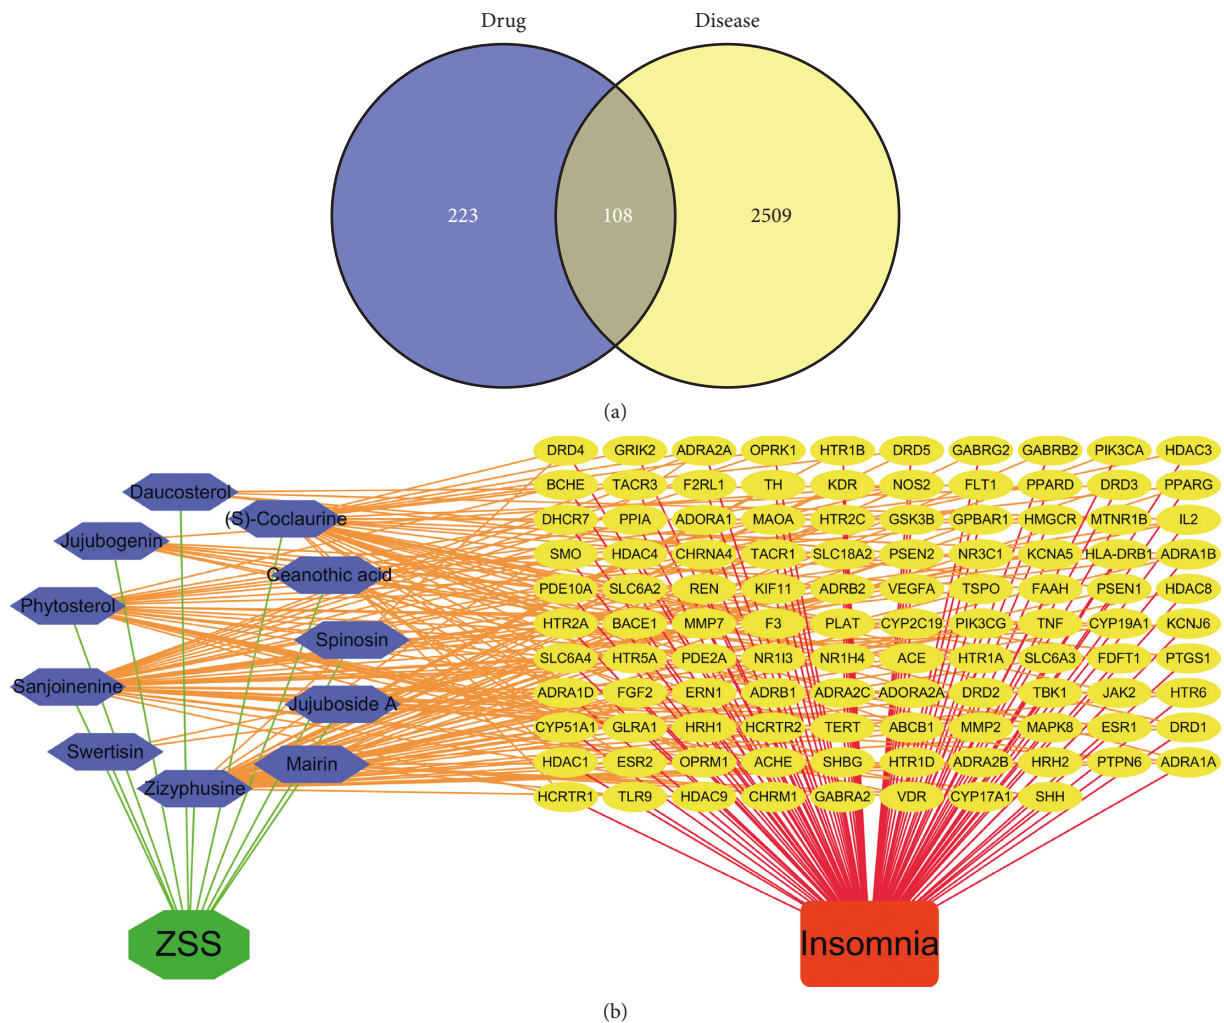 Drug Disease
223 108 2509
(a)
DRD4 GRIK2 ADRA2A OPRK1 HTR1B DRD5 GABRG2 GABRB2 PIK3CA HDAC3
BCHE TACR3 F2RL1 TH KDR NOS2 FLT1 PPARD DRD3 PPARG
DHCR7 PPIA ADORA1 MAOA HTR2C GSK3B GPBAR1 HMGCR MTNR1B IL2
SMO HDAC4 CHRNA4 TACR1 SLC18A2 PSEN2 NR3C1 KCNA5 HLA-DRB1 ADRA1B
PDE10A SLC6A2 REN KIF11 ADRB2 VEGFA TSPO FAAH PSEN1 HDAC8
HTR2A BACE1 MMP7 F3 PLAT CYP2C19 PIK3CG TNF CYP19A1 KCNJ6
SLC6A4 HTR5A PDE2A NR1I3 NR1H4 ACE HTR1A SLC6A3 FDFT1 PTGS1
ADRA1D FGF2 ERN1 ADRB1 ADRA2C ADORA2A DRD2 TBK1 JAK2 HTR6
CYP51A1 GLRA1 HRH1 HCRTR2 TERT ABCB1 MMP2 MAPK8 ESR1 DRD1
HDAC1 ESR2 OPRM1 ACHE SHBG HTR1D ADRA2B HRH2 PTPN6 ADRA1A
HCRTR1 TLR9 HDAC9 CHRM1 GABRA2 VDR CYP17A1 SHH
Daucosterol
(S)-Coclaurine
Jujubogenin
Ceanothic acid
Phytosterol
Spinosin
Sanjoinenine
Jujuboside A
Swertisin
Mairin
Zizyphusine
ZSS
Insomnia
(b)